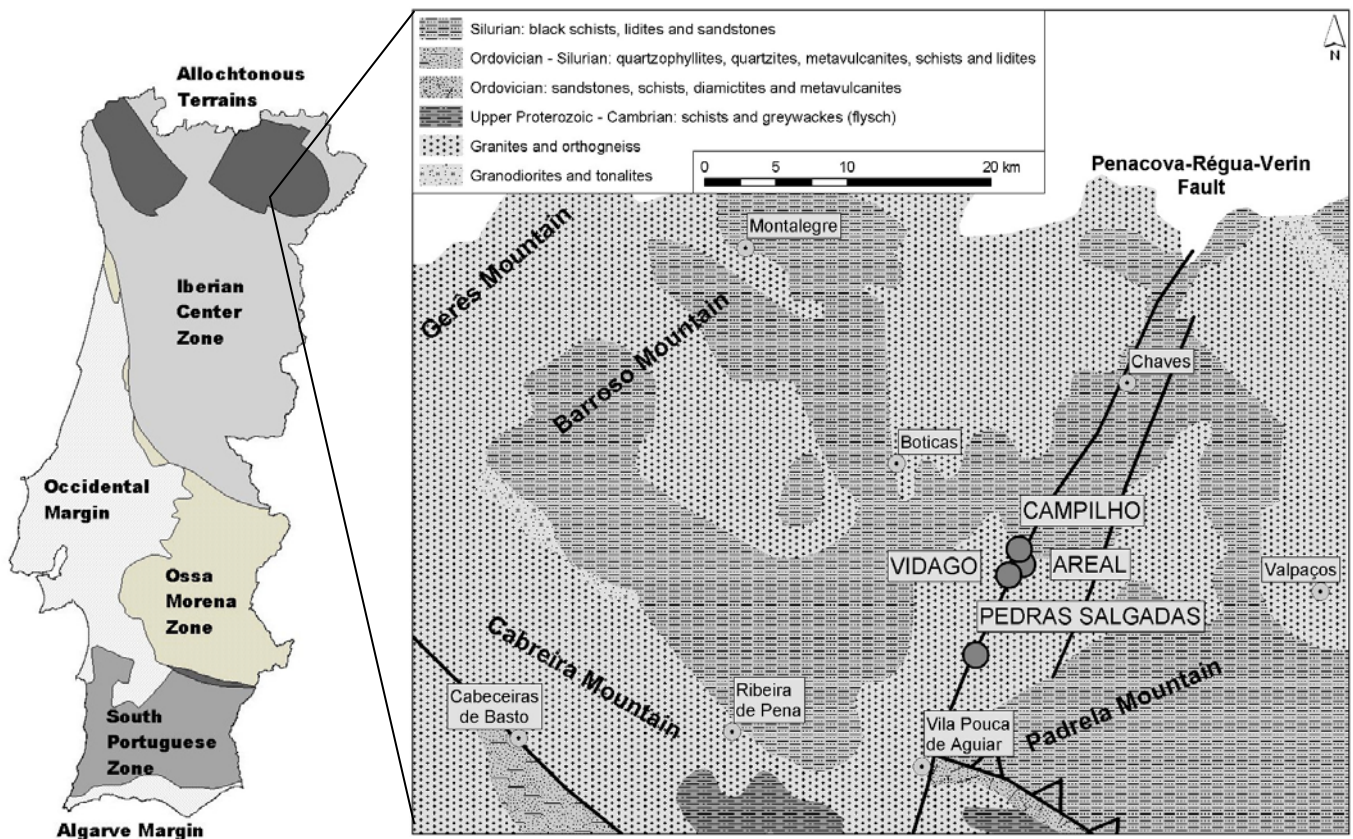 Allochtonous
Terrains
Iberian
Center
Zone
Occidental
Margin
Ossa
Morena
Zone
South
Portuguese
Zone
Algarve Margin
Silurian: black schists, lidites and sandstones
Ordovician - Silurian: quartzophyllites, quartzites, metavulcanites, schists and lidites
Ordovician: sandstones, schists, diamictites and metavulcanites
Upper Proterozoic - Cambrian: schists and greywackes (flysch)
Granites and orthogneiss
Granodiorites and tonalites
0 5 10 20 km
N
Penacova-Régua-Verin
Fault
Montalegre
Gerês Mountain
Barroso Mountain
Chaves
Boticas
CAMPILHO
VIDAGO
AREAL
Valpaços
PEDRAS SALGADAS
Cabreira Mountain
Cabeceiras
de Basto
Ribeira
de Pena
Vila Pouca
de Aguiar
Padrela Mountain